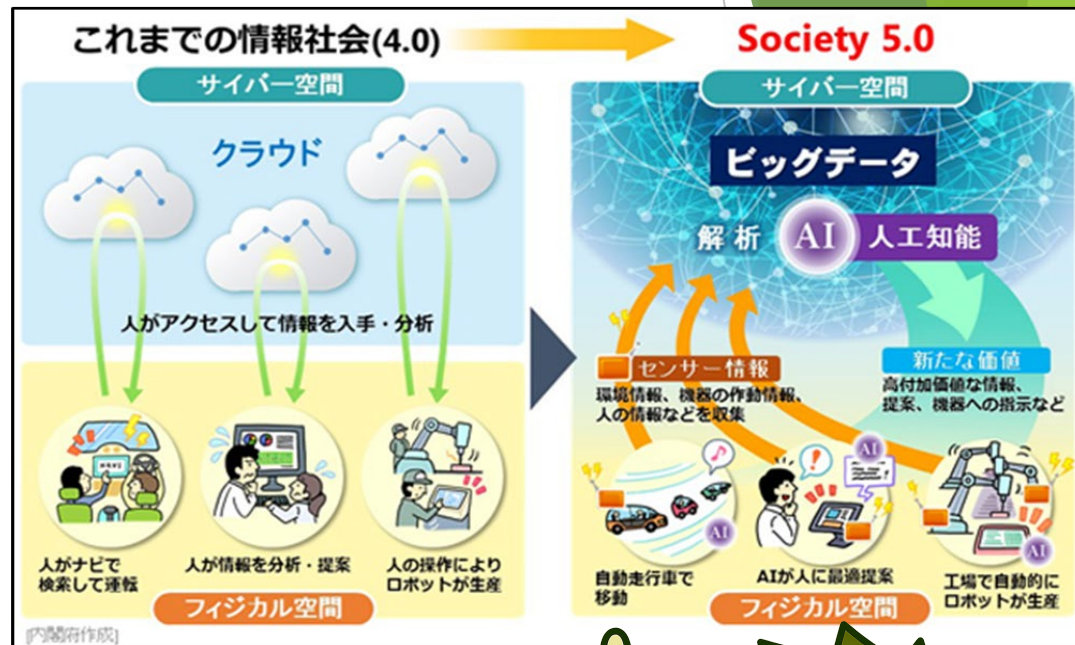 これまでの情報社会(4.0)
サイバー空間
クラウド
人がアクセスして情報を入手・分析
人がナビで
検索して運転
人が情報を分析・提案
人の操作により
ロボットが生産
フィジカル空間
[内閣府作成]
Society 5.0
サイバー空間
ビッグデータ
解析 AI 人工知能
センサー情報
環境情報、機器の作動情報、
人の情報などを収集
新たな価値
高付加価値な情報、
提案、機器への指示など
AI
AI
AI
自動走行車で
移動
AIが人に最適提案
工場で自動的に
ロボットが生産
フィジカル空間